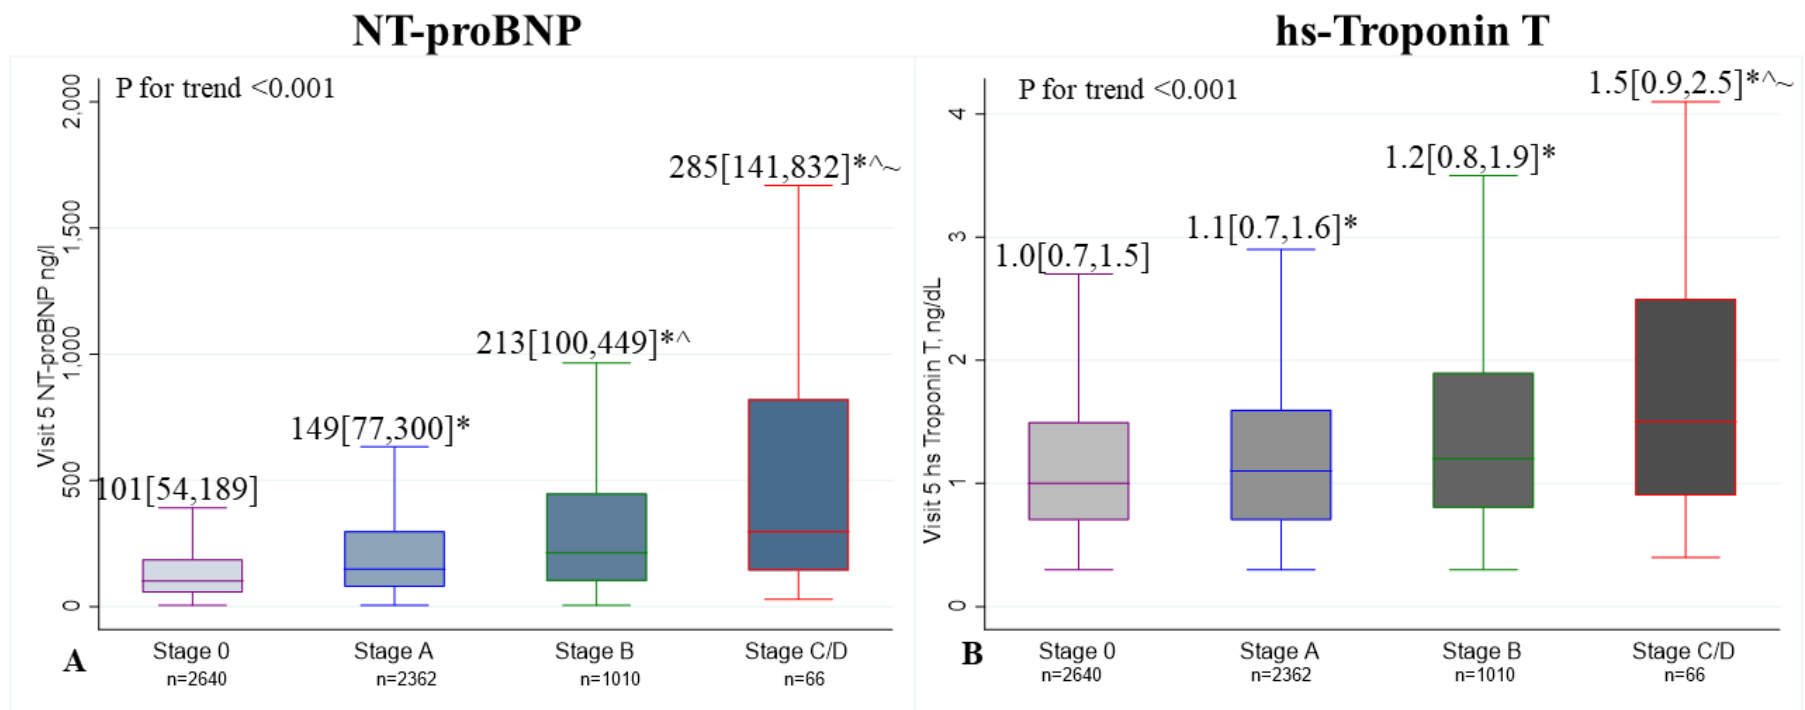 NT-proBNP
P for trend <0.001
Visit 5 NT-proBNP ng/l
2,000
1,500
1,000
500
0
101[54,189]
149[77,300]*
213[100,449]*^
285[141,832]*^~
Stage 0
Stage A
Stage B
Stage C/D
n=2640
n=2362
n=1010
n=66
A
hs-Troponin T
P for trend <0.001
Visit 5 hs Troponin T, ng/dL
4
3
2
1
0
1.0[0.7,1.5]
1.1[0.7,1.6]*
1.2[0.8,1.9]*
1.5[0.9,2.5]*^~
Stage 0
Stage A
Stage B
Stage C/D
n=2640
n=2362
n=1010
n=66
B